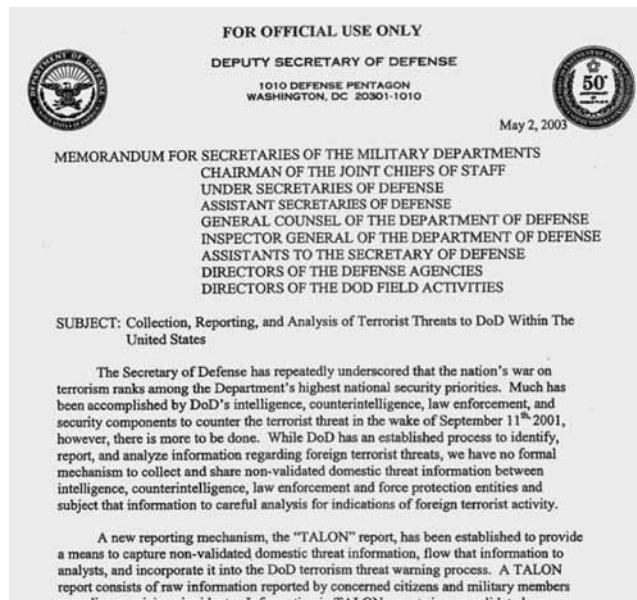 FOR OFFICIAL USE ONLY
DEPUTY SECRETARY OF DEFENSE
1010 DEFENSE PENTAGON
WASHINGTON, DC 20301-1010
DEPARTMENT OF DEFENSE
UNITED STATES OF AMERICA
50
May 2, 2003
MEMORANDUM FOR SECRETARIES OF THE MILITARY DEPARTMENTS
CHAIRMAN OF THE JOINT CHIEFS OF STAFF
UNDER SECRETARIES OF DEFENSE
ASSISTANT SECRETARIES OF DEFENSE
GENERAL COUNSEL OF THE DEPARTMENT OF DEFENSE
INSPECTOR GENERAL OF THE DEPARTMENT OF DEFENSE
ASSISTANTS TO THE SECRETARY OF DEFENSE
DIRECTORS OF THE DEFENSE AGENCIES
DIRECTORS OF THE DOD FIELD ACTIVITIES
SUBJECT: Collection, Reporting, and Analysis of Terrorist Threats to DoD Within The
United States
The Secretary of Defense has repeatedly underscored that the nation's war on
terrorism ranks among the Department's highest national security priorities. Much has
been accomplished by DoD's intelligence, counterintelligence, law enforcement, and
security components to counter the terrorist threat in the wake of September 11th 2001,
however, there is more to be done. While DoD has an established process to identify,
report, and analyze information regarding foreign terrorist threats, we have no formal
mechanism to collect and share non-validated domestic threat information between
intelligence, counterintelligence, law enforcement and force protection entities and
subject that information to careful analysis for indications of foreign terrorist activity.
A new reporting mechanism, the "TALON" report, has been established to provide
a means to capture non-validated domestic threat information, flow that information to
analysts, and incorporate it into the DoD terrorism threat warning process. A TALON
report consists of raw information reported by concerned citizens and military members